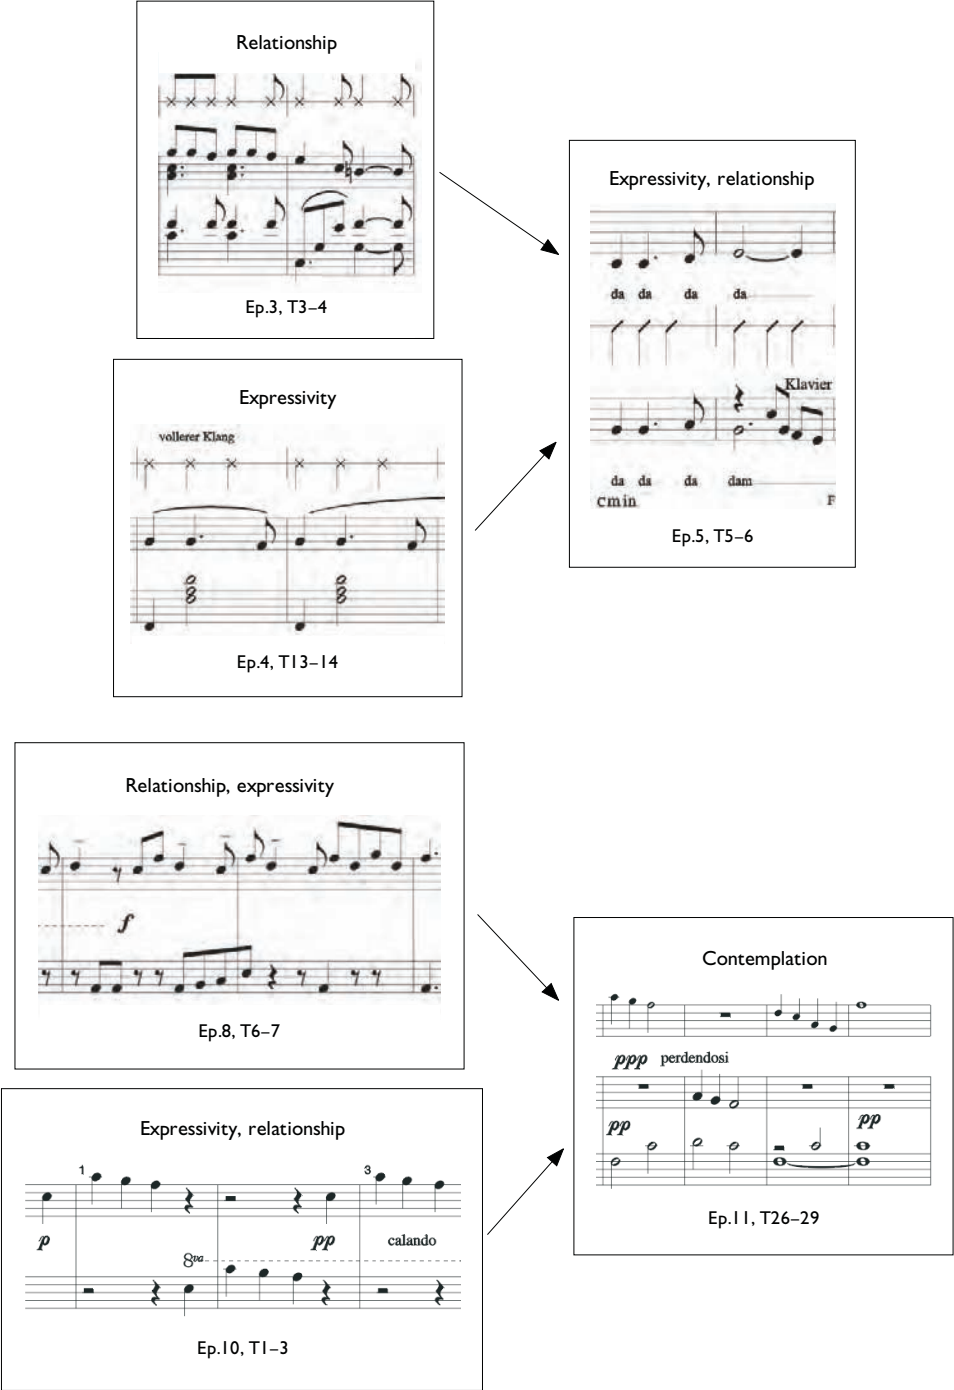 Relationship
Ep.3, T3–4
Expressivity, relationship
da da da da
Klavier
da da da dam
Cmin F
Ep.5, T5–6
Expressivity
vollerer Klang
Ep.4, T13–14
Relationship, expressivity
f
Ep.8, T6–7
Contemplation
ppp perdendosi
pp pp
Ep.11, T26–29
Expressivity, relationship
1 3
p pp calando
8va
Ep.10, T1–3